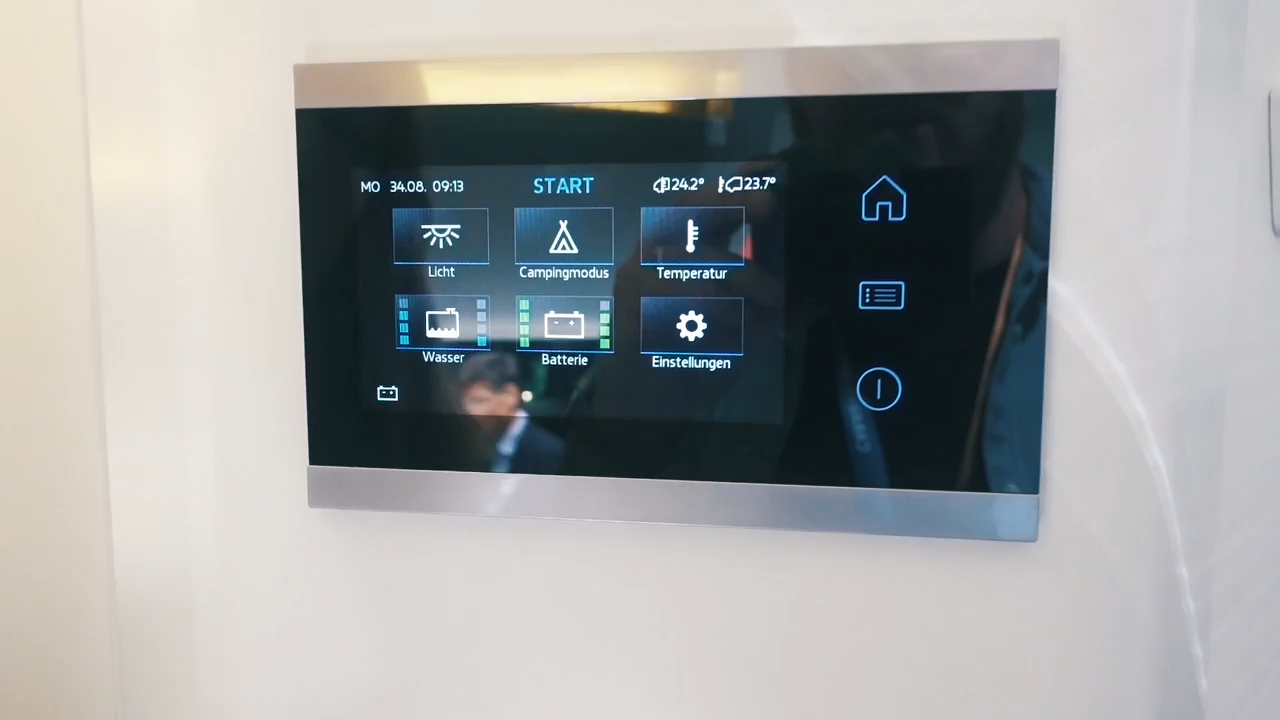 MO 34.08. 09:13 START 24.2° 23.7°
Licht Campingmodus Temperatur
Wasser Batterie Einstellungen